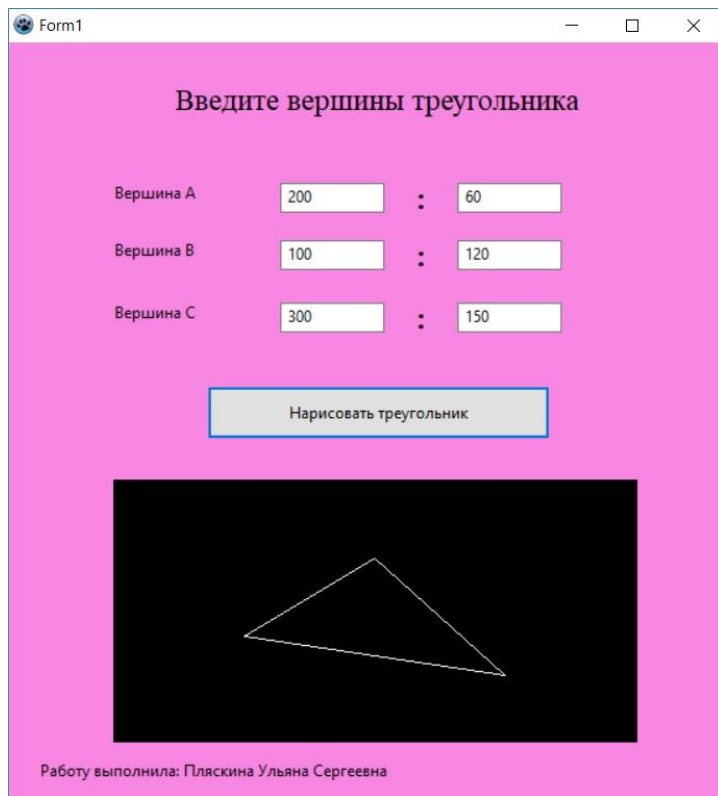 Form1
Введите вершины треугольника
Вершина A 200 : 60
Вершина B 100 : 120
Вершина C 300 : 150
Нарисовать треугольник
Работу выполнила: Пляскина Ульяна Сергеевна